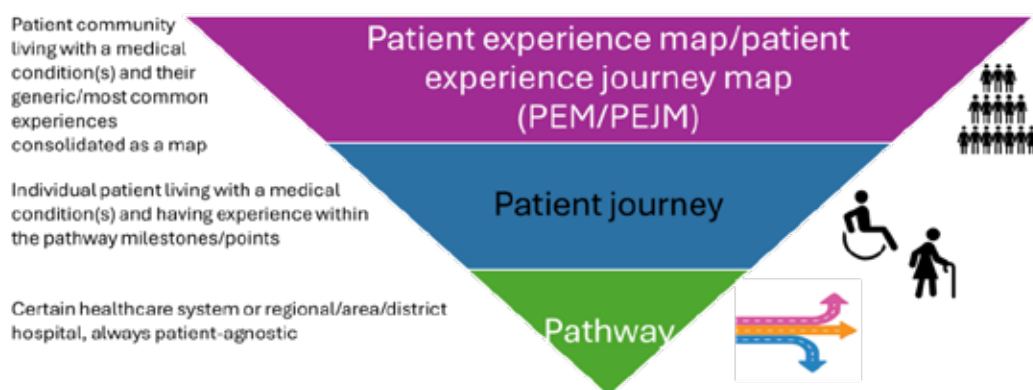 Patient community
living with a medical
condition(s) and their
generic/most common
experiences
consolidated as a map
Patient experience map/patient
experience journey map
(PEM/PEJM)
Individual patient living with a medical
condition(s) and having experience within
the pathway milestones/points
Patient journey
Certain healthcare system or regional/area/district
hospital, always patient-agnostic
Pathway